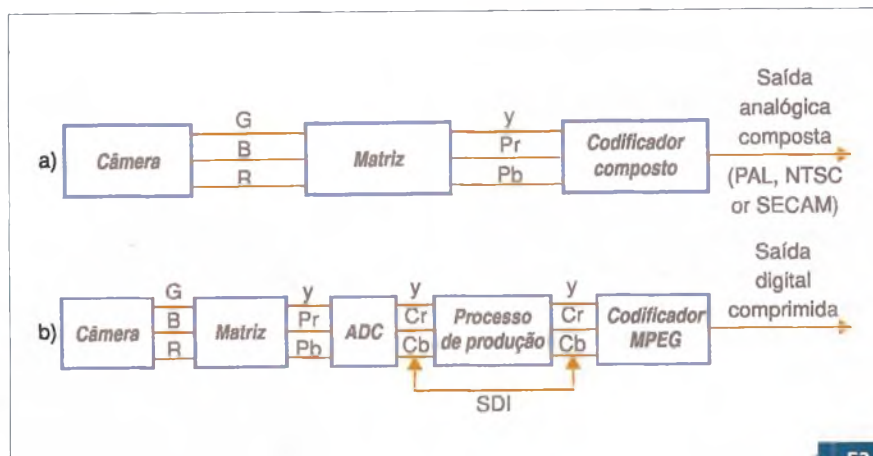 a)
Câmera
G
B
R
Matriz
y
Pr
Pb
Codificador
composto
Saída
analógica
composta
(PAL, NTSC
or SECAM)
b)
Câmera
G
B
R
Matriz
y
Pr
Pb
ADC
y
Cr
Cb
Processo
de produção
y
Cr
Cb
Codificador
MPEG
Saída
digital
comprimida
SDI